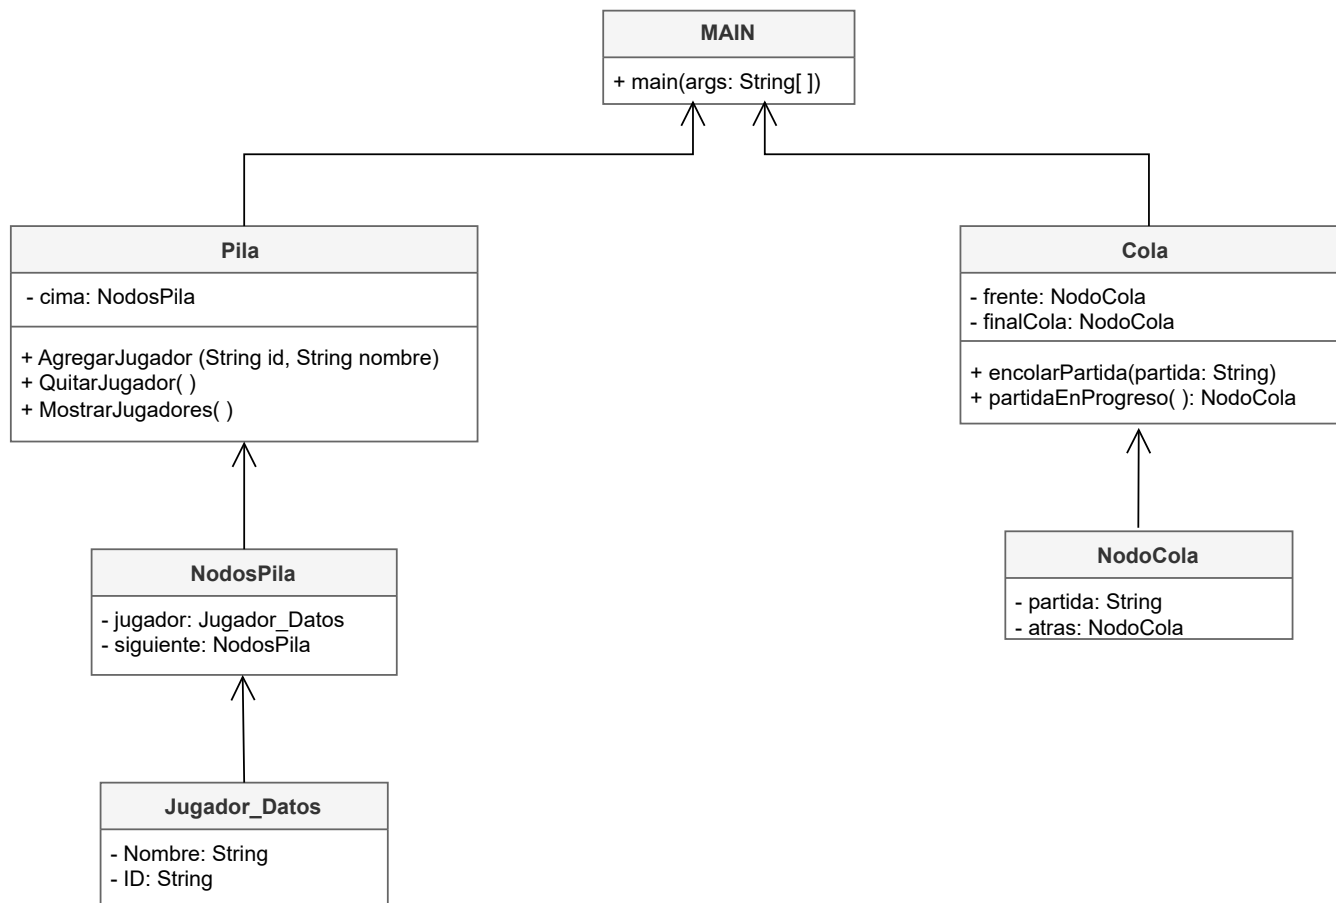 MAIN
+ main(args: String[ ])
Pila
- cima: NodosPila
+ AgregarJugador (String id, String nombre)
+ QuitarJugador( )
+ MostrarJugadores( )
Cola
- frente: NodoCola
- finalCola: NodoCola
+ encolarPartida(partida: String)
+ partidaEnProgreso( ): NodoCola
NodosPila
- jugador: Jugador_Datos
- siguiente: NodosPila
NodoCola
- partida: String
- atras: NodoCola
Jugador_Datos
- Nombre: String
- ID: String